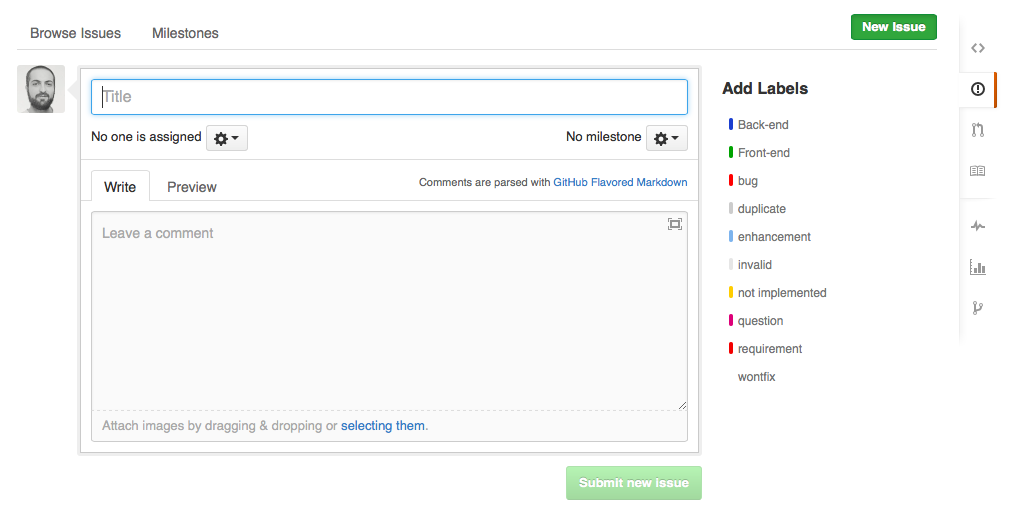 Browse Issues Milestones New Issue
Title
No one is assigned No milestone
Write Preview Comments are parsed with GitHub Flavored Markdown
Leave a comment
Attach images by dragging & dropping or selecting them.
Submit new issue
Add Labels
Back-end
Front-end
bug
duplicate
enhancement
invalid
not implemented
question
requirement
wontfix